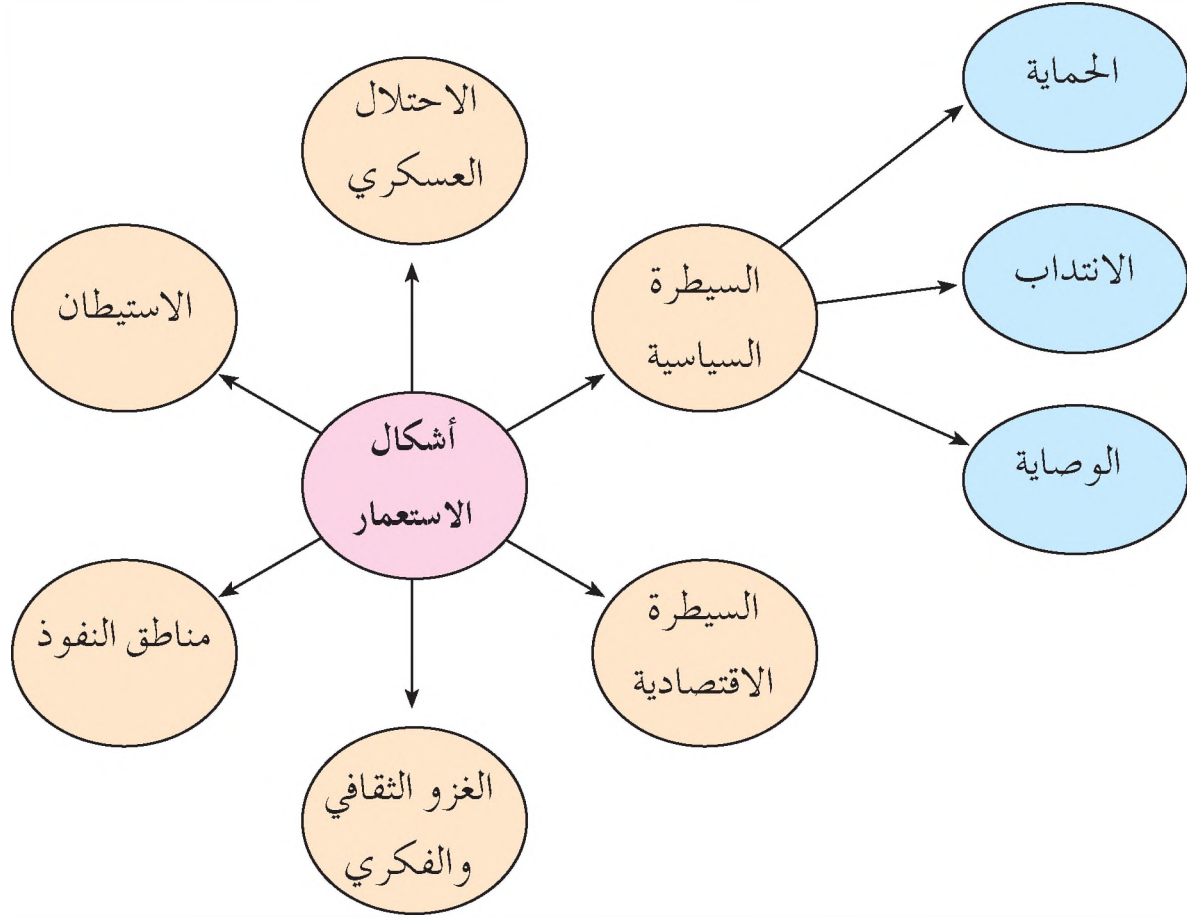 أشكال
الاستعمار
الاحتلال
العسكري
السيطرة
السياسية
الحماية
الانتداب
الوصاية
السيطرة
الاقتصادية
الغزو الثقافي
والفكري
مناطق النفوذ
الاستيطان